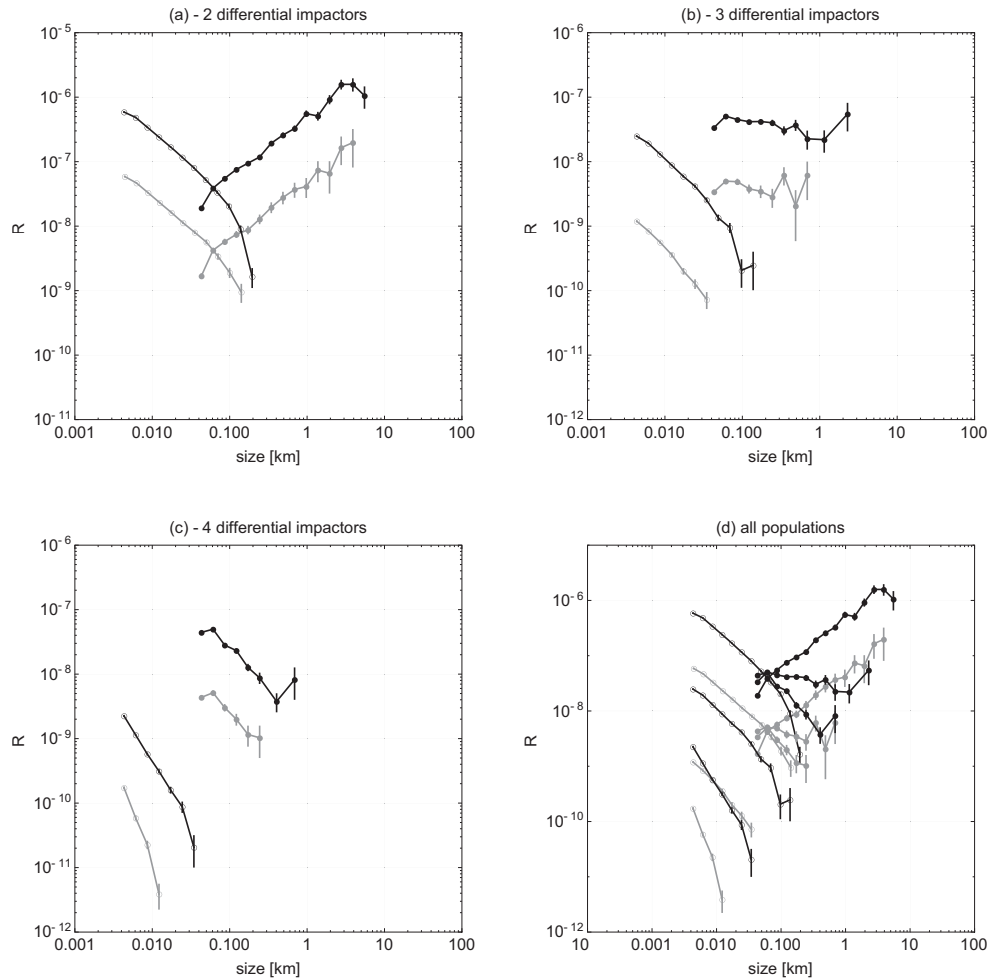 (a) - 2 differential impactors
10^-5
10^-6
10^-7
10^-8
10^-9
10^-10
10^-11
R
0.001 0.010 0.100 1 10 100
size [km]
(b) - 3 differential impactors
10^-6
10^-7
10^-8
10^-9
10^-10
10^-11
10^-12
R
0.001 0.010 0.100 1 10 100
size [km]
(c) - 4 differential impactors
10^-6
10^-7
10^-8
10^-9
10^-10
10^-11
10^-12
R
0.001 0.010 0.100 1 10 100
size [km]
(d) all populations
10^-6
10^-8
10^-10
10^-12
R
10 0.001 0.010 0.100 1 10 100
size [km]